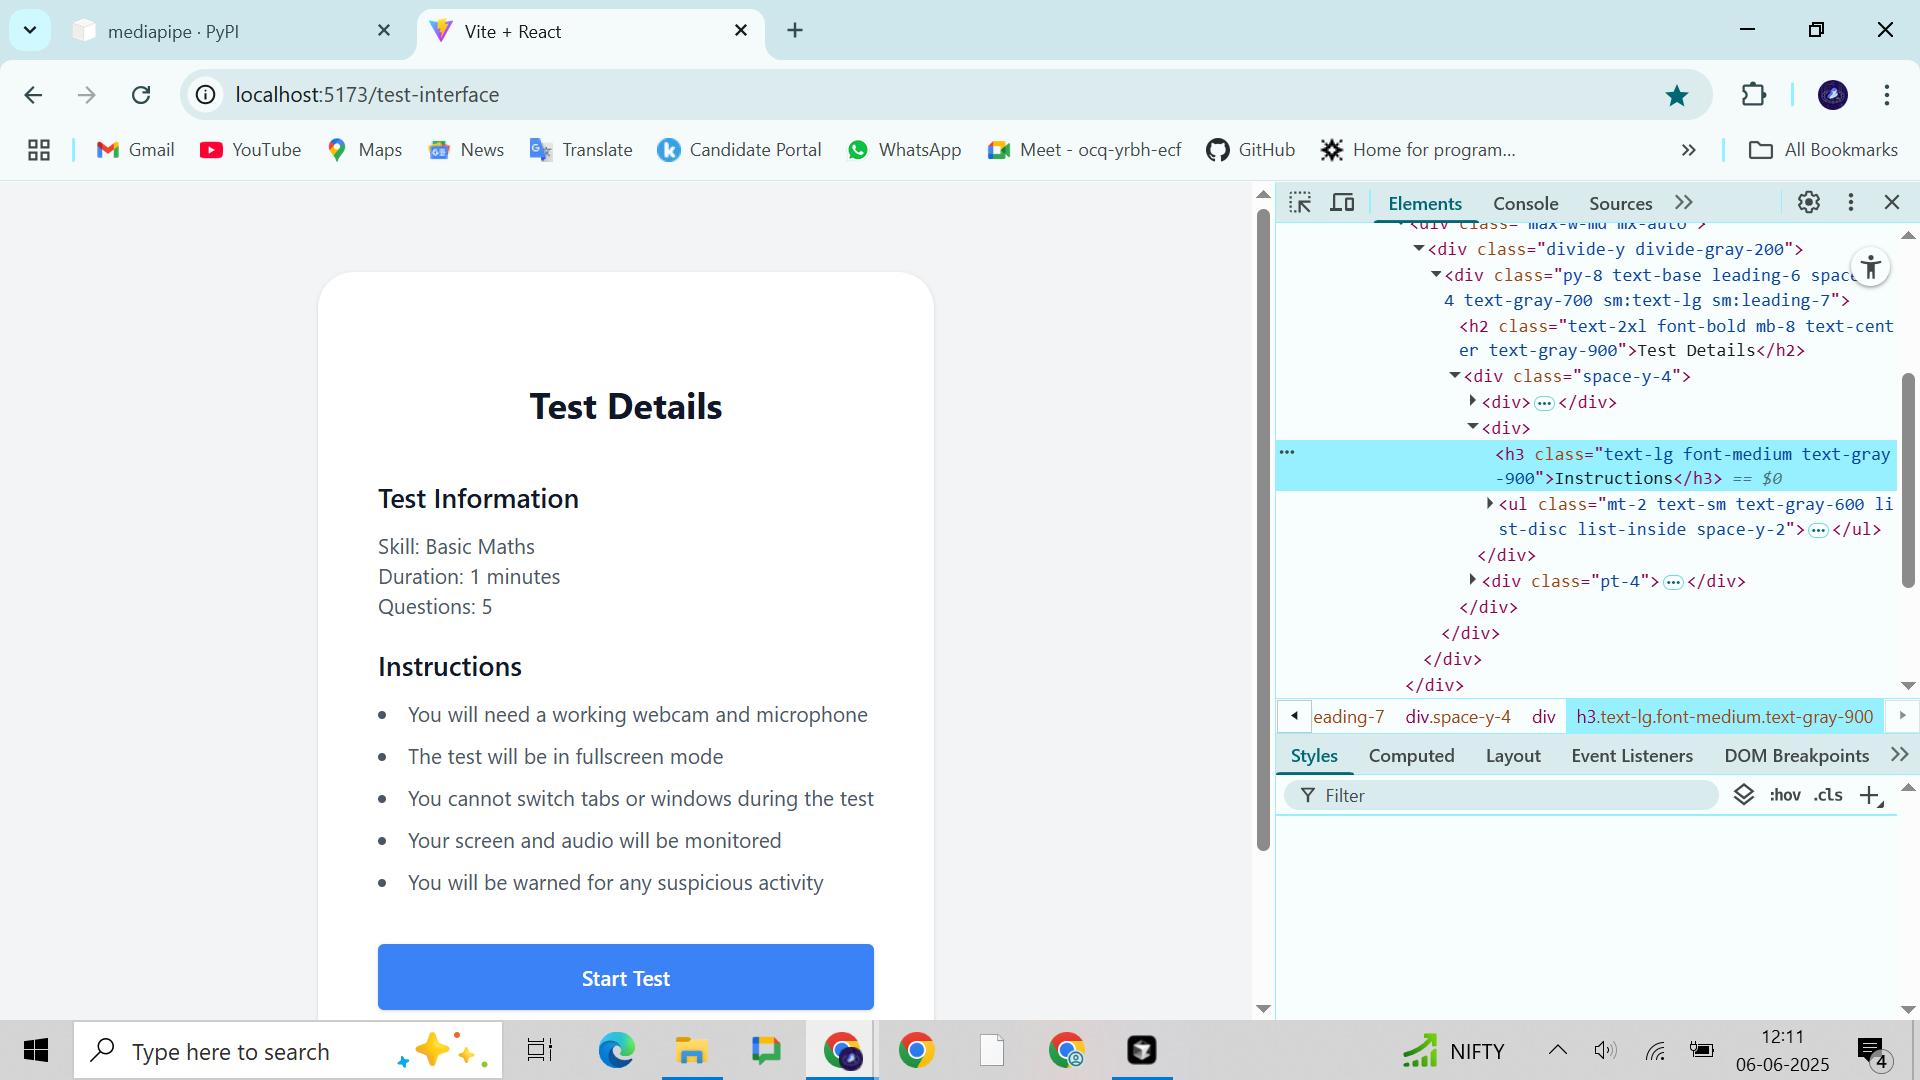 mediapipe · PyPI
Vite + React
localhost:5173/test-interface
Gmail
YouTube
Maps
News
Translate
Candidate Portal
WhatsApp
Meet - ocq-yrbh-ecf
GitHub
Home for program...
All Bookmarks
Test Details
Test Information
Skill: Basic Maths
Duration: 1 minutes
Questions: 5
Instructions
You will need a working webcam and microphone
The test will be in fullscreen mode
You cannot switch tabs or windows during the test
Your screen and audio will be monitored
You will be warned for any suspicious activity
Start Test
Elements
Console
Sources
<div class="max-w-md mx-auto">
<div class="divide-y divide-gray-200">
<div class="py-8 text-base leading-6 space
4 text-gray-700 sm:text-lg sm:leading-7">
<h2 class="text-2xl font-bold mb-8 text-cent
er text-gray-900">Test Details</h2>
<div class="space-y-4">
<div>…</div>
<div>
<h3 class="text-lg font-medium text-gray
-900">Instructions</h3> == $0
<ul class="mt-2 text-sm text-gray-600 li
st-disc list-inside space-y-2">…</ul>
</div>
<div class="pt-4">…</div>
</div>
</div>
</div>
</div>
eading-7
div.space-y-4
div
h3.text-lg.font-medium.text-gray-900
Styles
Computed
Layout
Event Listeners
DOM Breakpoints
Filter
:hov
.cls
Type here to search
NIFTY
12:11
06-06-2025
4